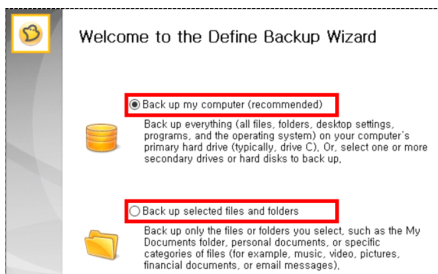 Welcome to the Define Backup Wizard
Back up my computer (recommended)
Back up everything (all files, folders, desktop settings,
programs, and the operating system) on your computer's
primary hard drive (typically, drive C), Or, select one or more
secondary drives or hard disks to back up,
Back up selected files and folders
Back up only the files or folders you select, such as the My
Documents folder, personal documents, or specific
categories of files (for example, music, video, pictures,
financial documents, or email messages),